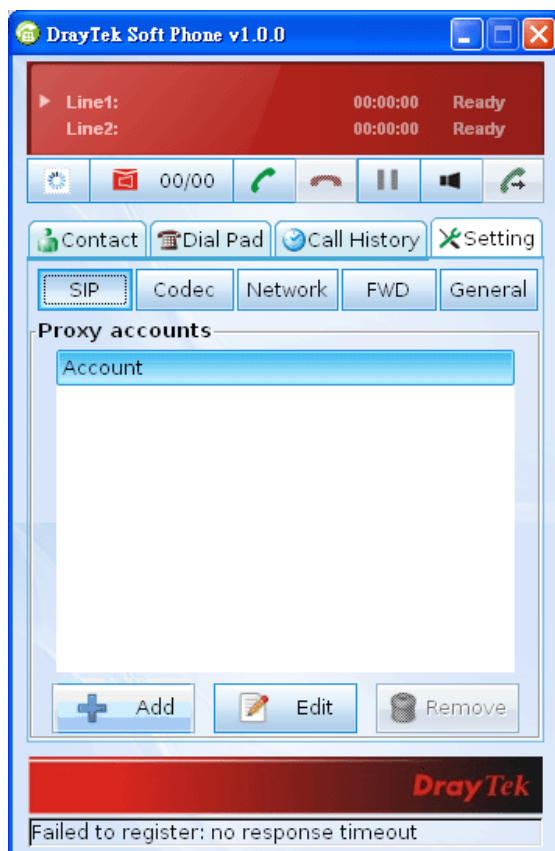 DrayTek Soft Phone v1.0.0
Line1: 00:00:00 Ready
Line2: 00:00:00 Ready
00/00
Contact Dial Pad Call History Setting
SIP Codec Network FWD General
Proxy accounts
Account
Add Edit Remove
DrayTek
Failed to register: no response timeout